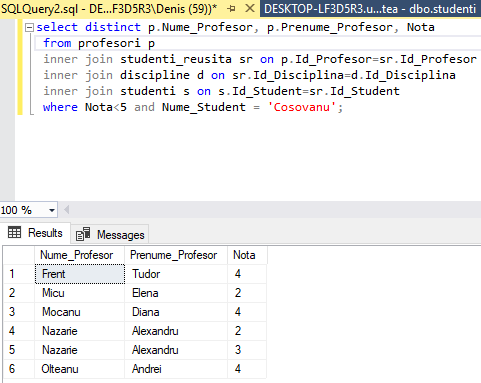 SQLQuery2.sql - DE...F3D5R3\Denis (59))* DESKTOP-LF3D5R3.u...tea - dbo.studenti
select distinct p.Nume_Profesor, p.Prenume_Profesor, Nota
from profesori p
inner join studenti_reusita sr on p.Id_Profesor=sr.Id_Profesor
inner join discipline d on sr.Id_Disciplina=d.Id_Disciplina
inner join studenti s on s.Id_Student=sr.Id_Student
where Nota<5 and Nume_Student = 'Cosovanu';
100 %
Results Messages
Nume_Profesor Prenume_Profesor Nota
1 Frent Tudor 4
2 Micu Elena 2
3 Mocanu Diana 4
4 Nazarie Alexandru 2
5 Nazarie Alexandru 3
6 Olteanu Andrei 4